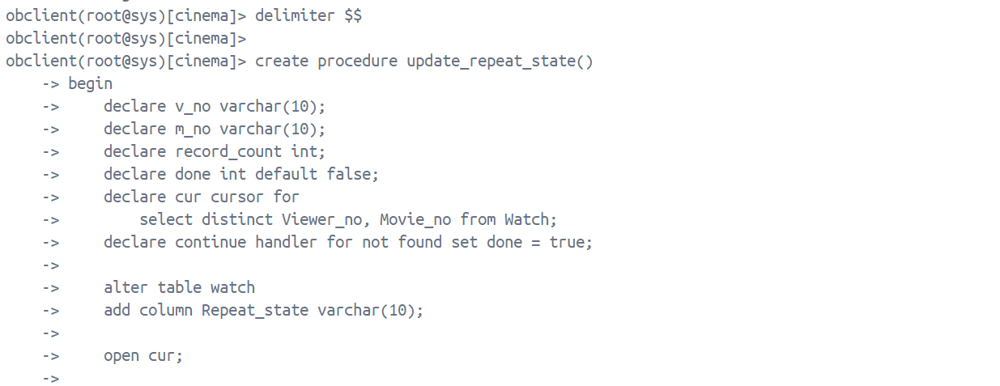 obclient(root@sys)[cinema]> delimiter $$
obclient(root@sys)[cinema]>
obclient(root@sys)[cinema]> create procedure update_repeat_state()
    -> begin
    ->     declare v_no varchar(10);
    ->     declare m_no varchar(10);
    ->     declare record_count int;
    ->     declare done int default false;
    ->     declare cur cursor for
    ->         select distinct Viewer_no, Movie_no from Watch;
    ->     declare continue handler for not found set done = true;
    ->
    ->     alter table watch
    ->     add column Repeat_state varchar(10);
    ->
    ->     open cur;
    ->